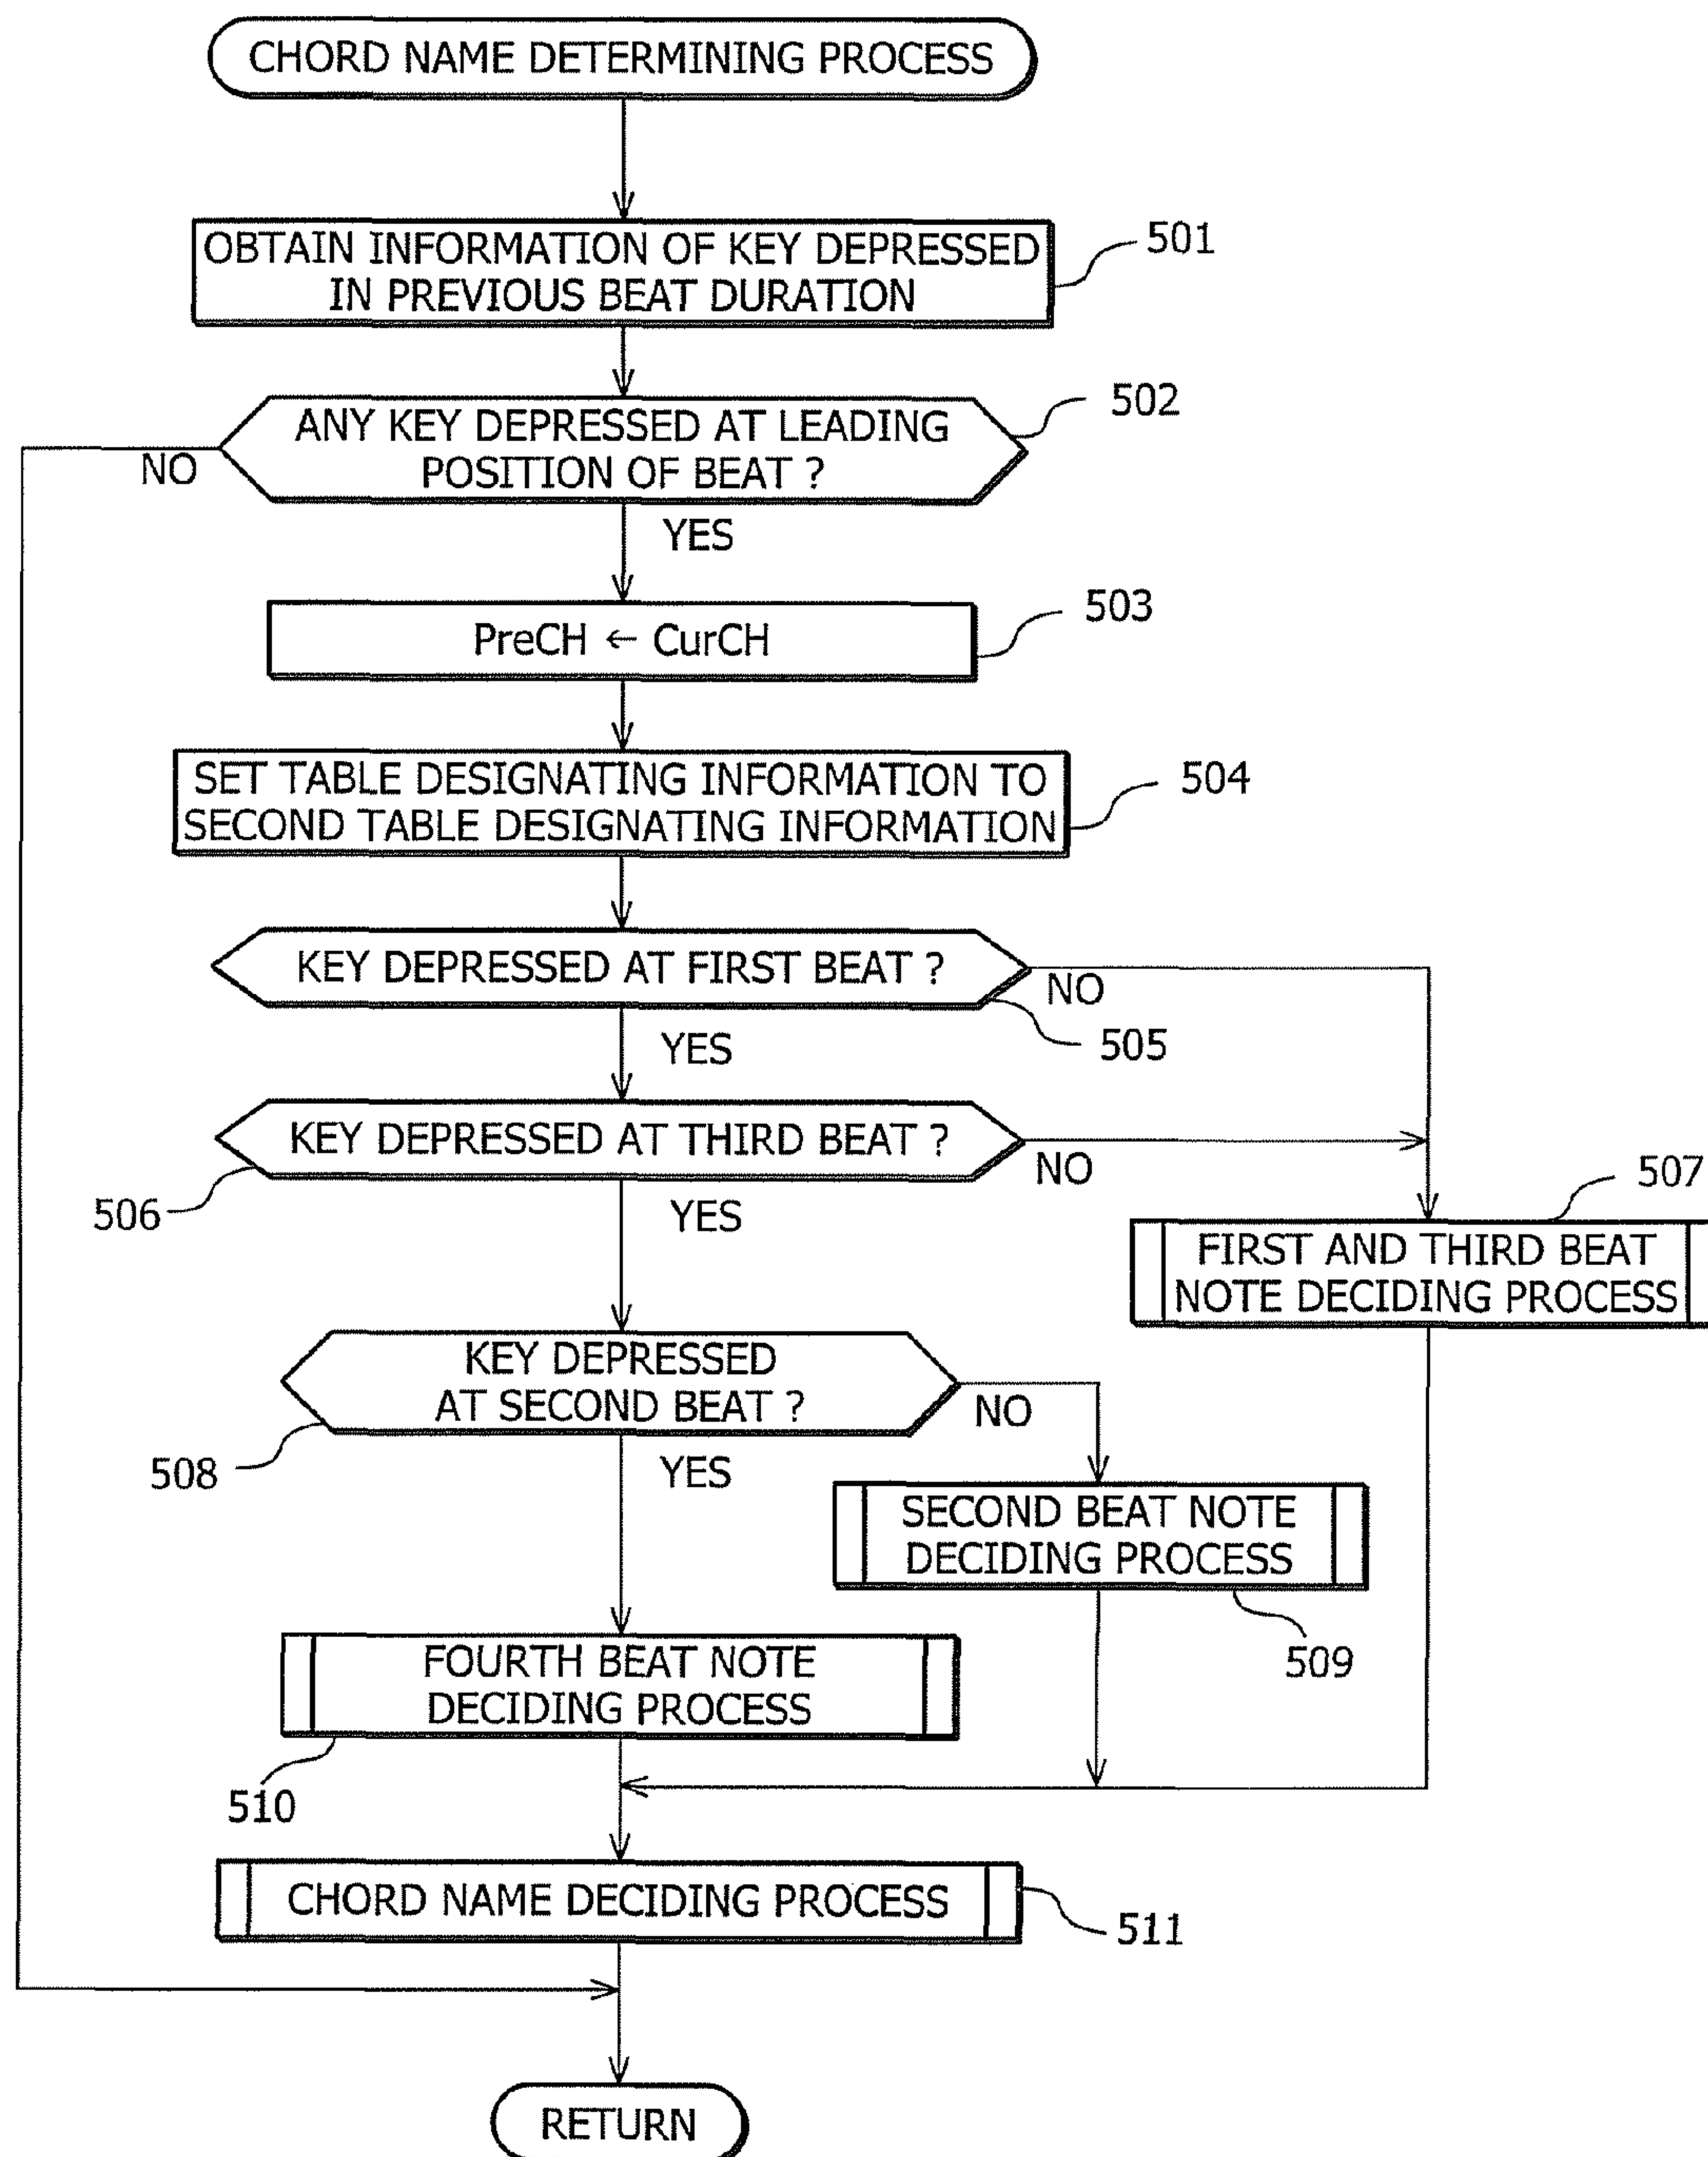 CHORD NAME DETERMINING PROCESS
OBTAIN INFORMATION OF KEY DEPRESSED
IN PREVIOUS BEAT DURATION
501
ANY KEY DEPRESSED AT LEADING
POSITION OF BEAT ?
502
NO
YES
PreCH ← CurCH
503
SET TABLE DESIGNATING INFORMATION TO
SECOND TABLE DESIGNATING INFORMATION
504
KEY DEPRESSED AT FIRST BEAT ?
NO
505
YES
KEY DEPRESSED AT THIRD BEAT ?
NO
506
YES
507
FIRST AND THIRD BEAT
NOTE DECIDING PROCESS
KEY DEPRESSED
AT SECOND BEAT ?
NO
508
YES
SECOND BEAT NOTE
DECIDING PROCESS
509
FOURTH BEAT NOTE
DECIDING PROCESS
510
CHORD NAME DECIDING PROCESS
511
RETURN